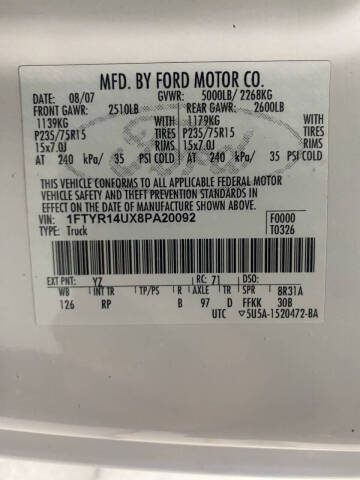 MFD. BY FORD MOTOR CO.
DATE: 08/07 GVWR: 5000LB/ 2268KG
FRONT GAWR: 2510LB REAR GAWR: 2600LB
1139KG WITH 1179KG WITH
P235/75R15 TIRES P235/75R15 TIRES
15x7.0J RIMS 15x7.0J RIMS
AT 240 kPa/ 35 PSI COLD AT 240 kPa/ 35 PSI COLD
THIS VEHICLE CONFORMS TO ALL APPLICABLE FEDERAL MOTOR
VEHICLE SAFETY AND THEFT PREVENTION STANDARDS IN
EFFECT ON THE DATE OF MANUFACTURE SHOWN ABOVE.
VIN: 1FTYR14UX8PA20092 F0000
TYPE: Truck T0326
EXT PNT: YZ RC: 71 DSO:
WB INT TR TP/PS R AXLE TR SPR 8R31A
126 RP B 97 D FFKK 30B
UTC ▽5U5A-1520472-BA